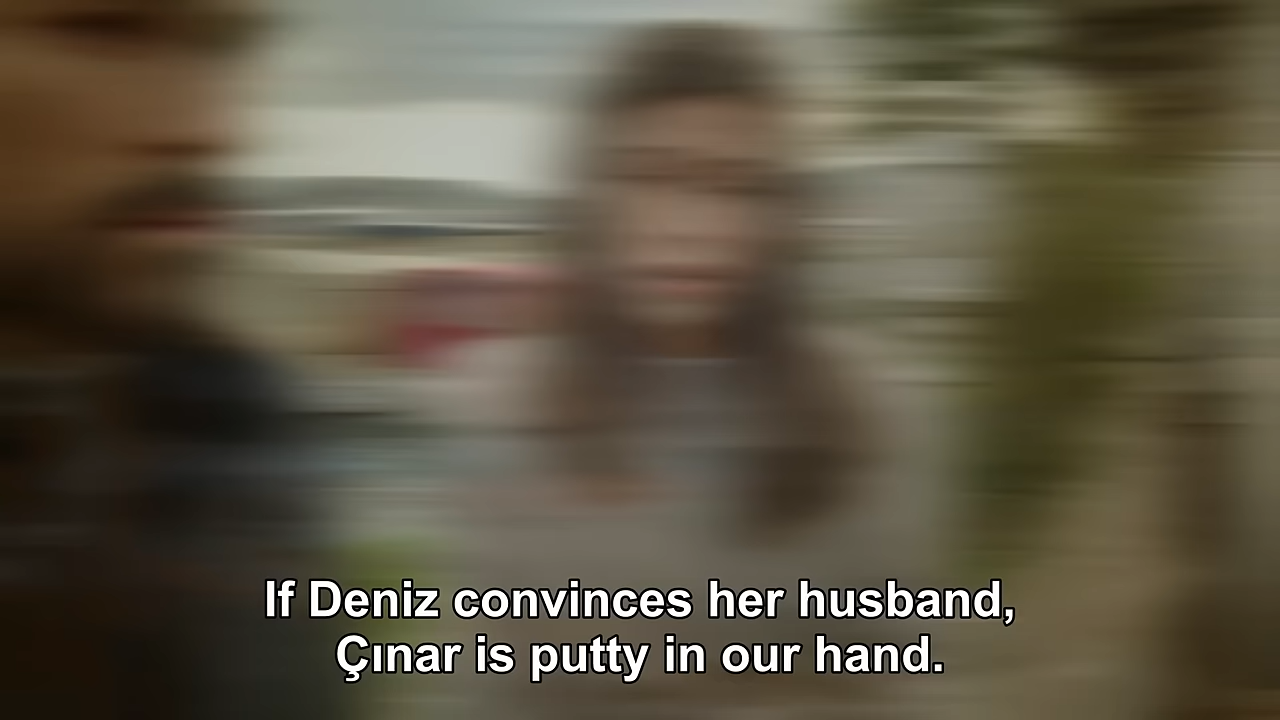 If Deniz convinces her husband,
Çınar is putty in our hand.